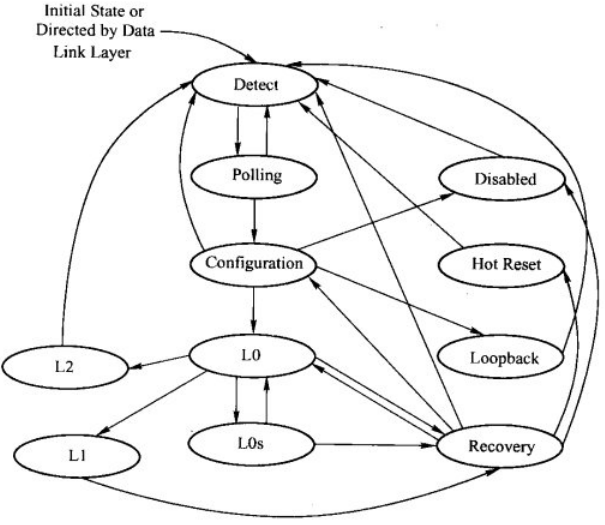 Initial State or
Directed by Data
Link Layer
Detect
Polling
Disabled
Configuration
Hot Reset
L0
Loopback
L2
L0s
Recovery
L1